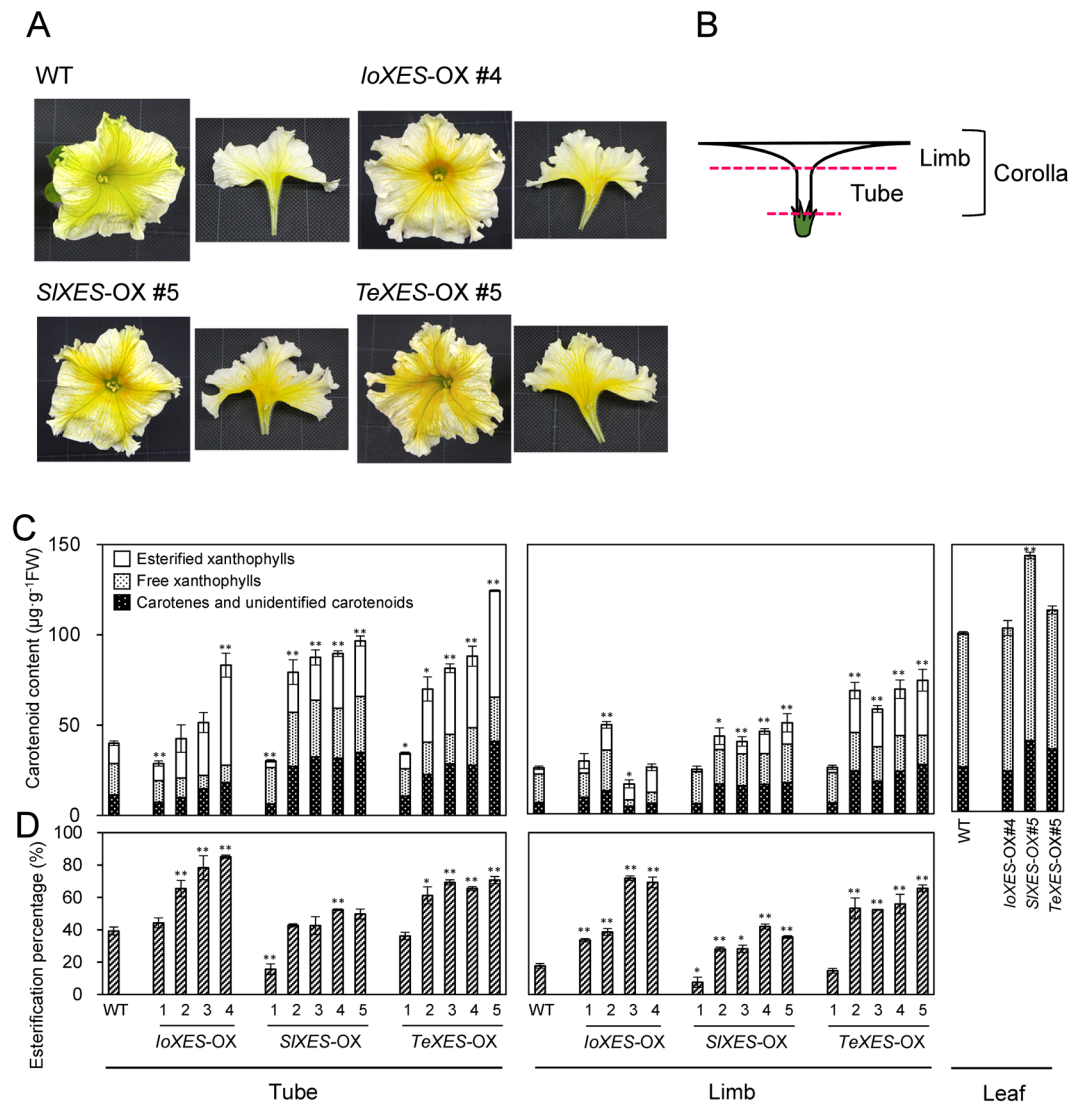 A
B
WT
IoXES-OX #4
Limb
Tube
Corolla
SlXES-OX #5
TeXES-OX #5
C
Carotenoid content (µg·g⁻¹FW)
150
100
50
0
Esterified xanthophylls
Free xanthophylls
Carotenes and unidentified carotenoids
** ** ** ** ** ** ** * * ** ** **
** * * ** ** ** ** ** ** **
**
WT
IoXES-OX#4
SlXES-OX#5
TeXES-OX#5
D
Esterification percentage (%)
100
80
60
40
20
0
** ** ** ** ** * ** ** **
** ** ** ** * ** * ** ** ** ** ** **
WT 1 2 3 4 1 2 3 4 5 1 2 3 4 5
WT 1 2 3 4 1 2 3 4 5 1 2 3 4 5
IoXES-OX SlXES-OX TeXES-OX
IoXES-OX SlXES-OX TeXES-OX
Tube
Limb
Leaf